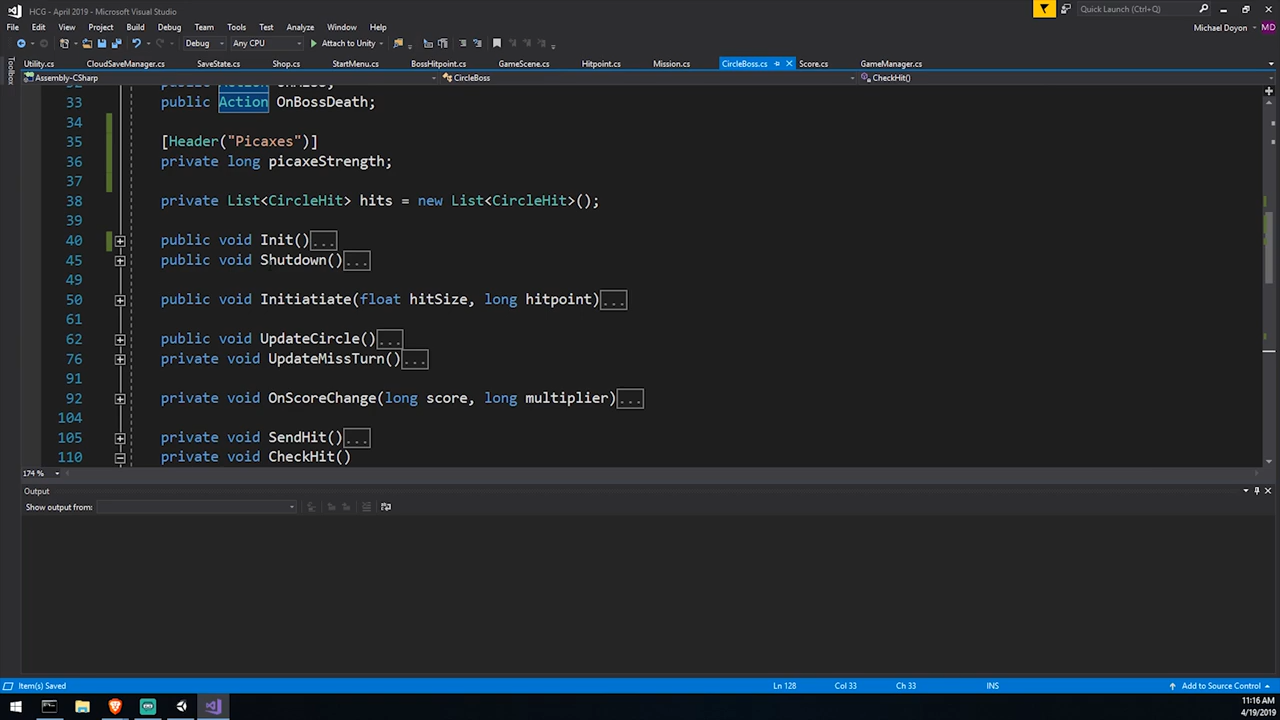 HCG - April 2019 - Microsoft Visual Studio
Quick Launch (Ctrl+Q)
File Edit View Project Build Debug Team Tools Test Analyze Window Help
Michael Doyon MD
Debug Any CPU Attach to Unity
Utility.cs CloudSaveManager.cs SaveState.cs Shop.cs StartMenu.cs BossHitpoint.cs GameScene.cs Hitpoint.cs Mission.cs CircleBoss.cs Score.cs GameManager.cs
Toolbox
Assembly-CSharp CircleBoss CheckHit()
33 public Action OnBossDeath;
34
35 [Header("Picaxes")]
36 private long picaxeStrength;
37
38 private List<CircleHit> hits = new List<CircleHit>();
39
40 public void Init()...
45 public void Shutdown()...
49
50 public void Initiatiate(float hitSize, long hitpoint)...
61
62 public void UpdateCircle()...
76 private void UpdateMissTurn()...
91
92 private void OnScoreChange(long score, long multiplier)...
104
105 private void SendHit()...
110 private void CheckHit()
174 %
Output
Show output from:
Item(s) Saved Ln 128 Col 33 Ch 33 INS Add to Source Control
11:16 AM
4/19/2019